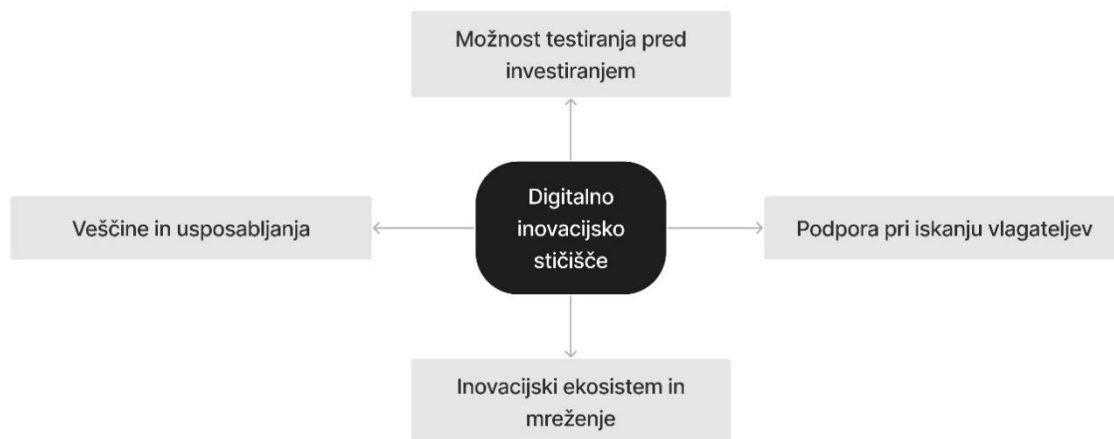 Možnost testiranja pred
investiranjem
Veščine in usposabljanja
Digitalno
inovacijsko
stičišče
Podpora pri iskanju vlagateljev
Inovacijski ekosistem in
mreženje